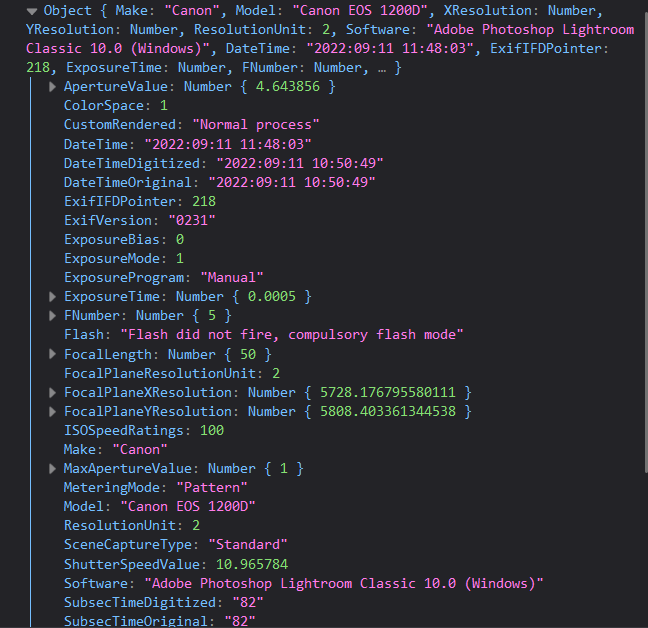 Object { Make: "Canon", Model: "Canon EOS 1200D", XResolution: Number,
YResolution: Number, ResolutionUnit: 2, Software: "Adobe Photoshop Lightroom
Classic 10.0 (Windows)", DateTime: "2022:09:11 11:48:03", ExifIFDPointer:
218, ExposureTime: Number, FNumber: Number, … }
ApertureValue: Number { 4.643856 }
ColorSpace: 1
CustomRendered: "Normal process"
DateTime: "2022:09:11 11:48:03"
DateTimeDigitized: "2022:09:11 10:50:49"
DateTimeOriginal: "2022:09:11 10:50:49"
ExifIFDPointer: 218
ExifVersion: "0231"
ExposureBias: 0
ExposureMode: 1
ExposureProgram: "Manual"
ExposureTime: Number { 0.0005 }
FNumber: Number { 5 }
Flash: "Flash did not fire, compulsory flash mode"
FocalLength: Number { 50 }
FocalPlaneResolutionUnit: 2
FocalPlaneXResolution: Number { 5728.176795580111 }
FocalPlaneYResolution: Number { 5808.403361344538 }
ISOSpeedRatings: 100
Make: "Canon"
MaxApertureValue: Number { 1 }
MeteringMode: "Pattern"
Model: "Canon EOS 1200D"
ResolutionUnit: 2
SceneCaptureType: "Standard"
ShutterSpeedValue: 10.965784
Software: "Adobe Photoshop Lightroom Classic 10.0 (Windows)"
SubsecTimeDigitized: "82"
SubsecTimeOriginal: "82"